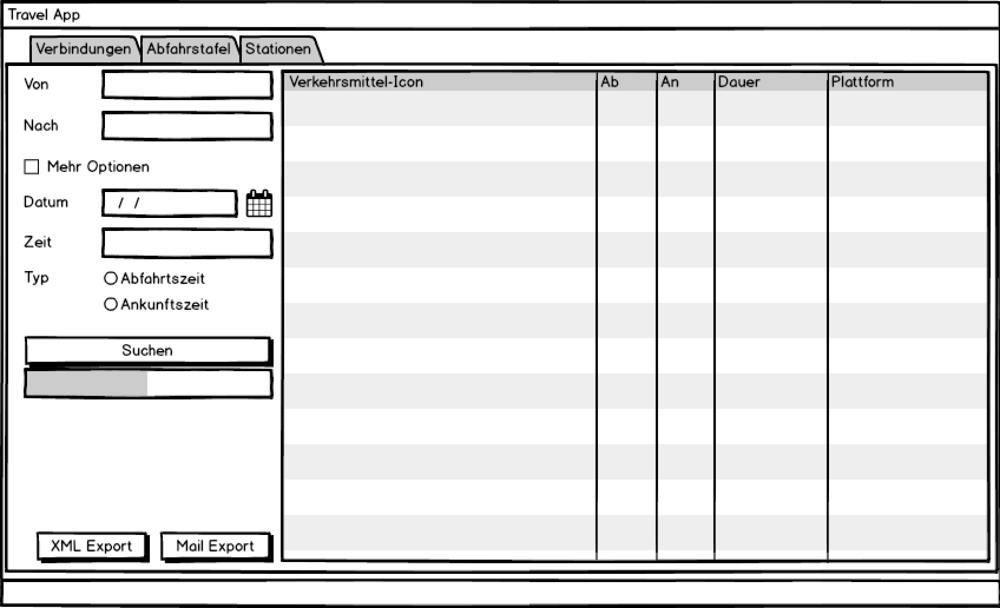 Travel App
Verbindungen Abfahrstafel Stationen
Von
Nach
Mehr Optionen
Datum / /
Zeit
Typ Abfahrtszeit
Ankunftszeit
Suchen
XML Export Mail Export
Verkehrsmittel-Icon Ab An Dauer Plattform